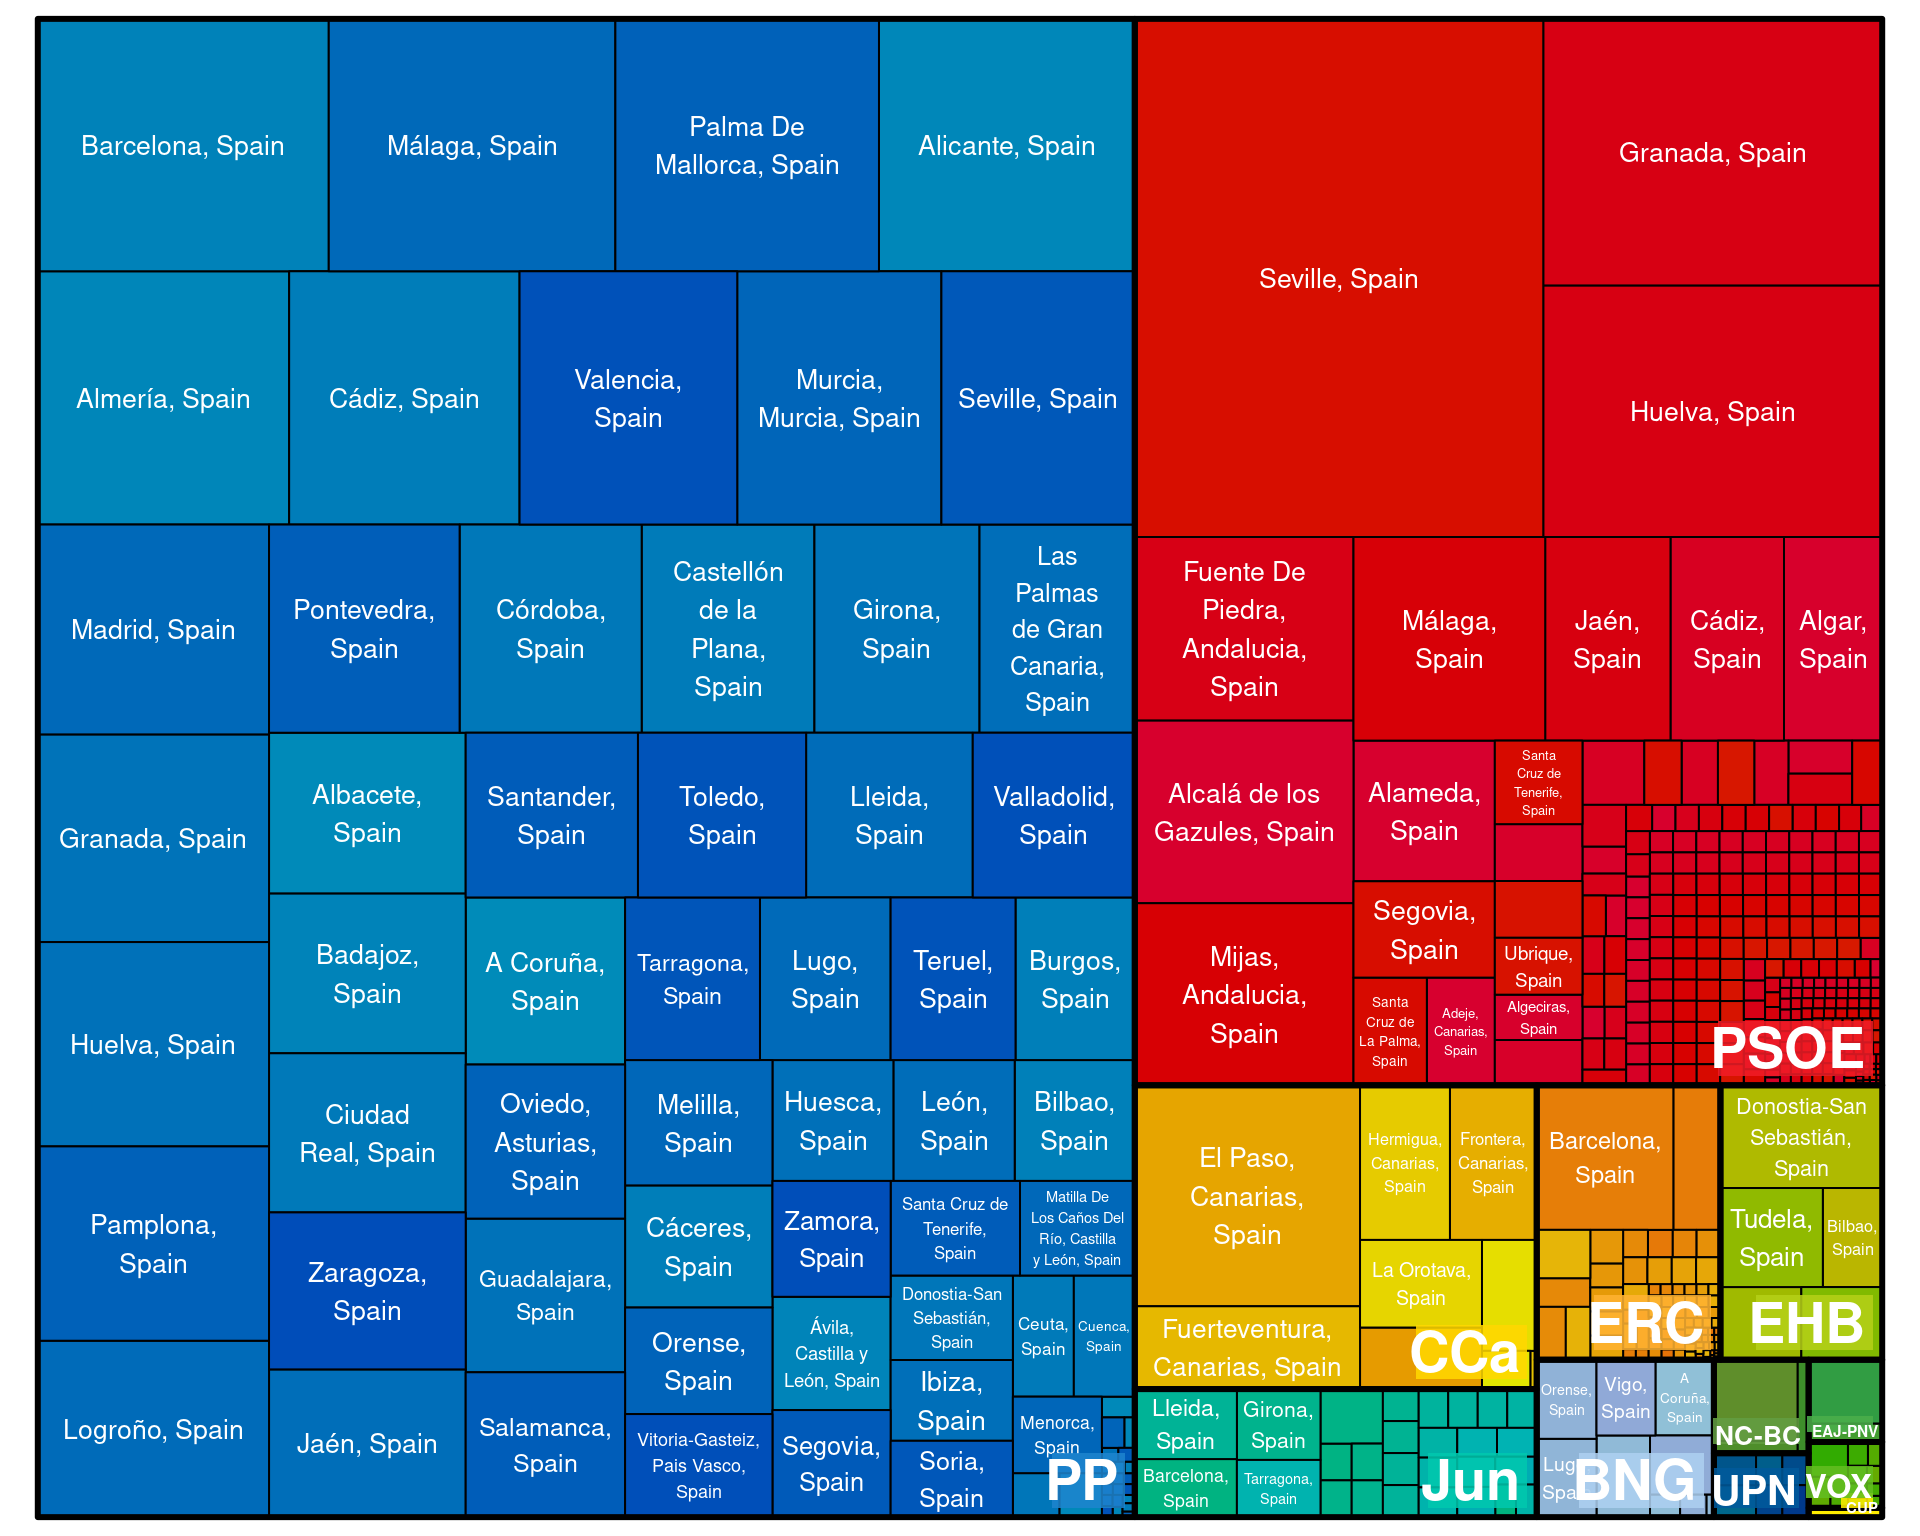 Barcelona, Spain
Málaga, Spain
Palma De
Mallorca, Spain
Alicante, Spain
Almería, Spain
Cádiz, Spain
Valencia,
Spain
Murcia,
Murcia, Spain
Seville, Spain
Madrid, Spain
Pontevedra,
Spain
Córdoba,
Spain
Castellón
de la
Plana,
Spain
Girona,
Spain
Las
Palmas
de Gran
Canaria,
Spain
Granada, Spain
Albacete,
Spain
Santander,
Spain
Toledo,
Spain
Lleida,
Spain
Valladolid,
Spain
Huelva, Spain
Badajoz,
Spain
A Coruña,
Spain
Tarragona,
Spain
Lugo,
Spain
Teruel,
Spain
Burgos,
Spain
Ciudad
Real, Spain
Oviedo,
Asturias,
Spain
Melilla,
Spain
Huesca,
Spain
León,
Spain
Bilbao,
Spain
Pamplona,
Spain
Zaragoza,
Spain
Guadalajara,
Spain
Cáceres,
Spain
Zamora,
Spain
Santa Cruz de
Tenerife,
Spain
Matilla De
Los Caños Del
Río, Castilla
y León, Spain
Orense,
Spain
Ávila,
Castilla y
León, Spain
Donostia-San
Sebastián,
Spain
Ceuta,
Spain
Cuenca,
Spain
Ibiza,
Spain
Logroño, Spain
Jaén, Spain
Salamanca,
Spain
Vitoria-Gasteiz,
Pais Vasco,
Spain
Segovia,
Spain
Soria,
Spain
Menorca,
Spain
PP
Seville, Spain
Granada, Spain
Huelva, Spain
Fuente De
Piedra,
Andalucia,
Spain
Málaga,
Spain
Jaén,
Spain
Cádiz,
Spain
Algar,
Spain
Alcalá de los
Gazules, Spain
Alameda,
Spain
Santa
Cruz de
Tenerife,
Spain
Mijas,
Andalucia,
Spain
Segovia,
Spain
Ubrique,
Spain
Santa
Cruz de
La Palma,
Spain
Adeje,
Canarias,
Spain
Algeciras,
Spain
PSOE
El Paso,
Canarias,
Spain
Hermigua,
Canarias,
Spain
Frontera,
Canarias,
Spain
La Orotava,
Spain
Fuerteventura,
Canarias, Spain
CCa
Barcelona,
Spain
ERC
Donostia-San
Sebastián,
Spain
Tudela,
Spain
Bilbao,
Spain
EHB
Lleida,
Spain
Girona,
Spain
Barcelona,
Spain
Tarragona,
Spain
Jun
Orense,
Spain
Vigo,
Spain
A
Coruña,
Spain
BNG
NC-BC
EAJ-PNV
UPN
VOX
CUP